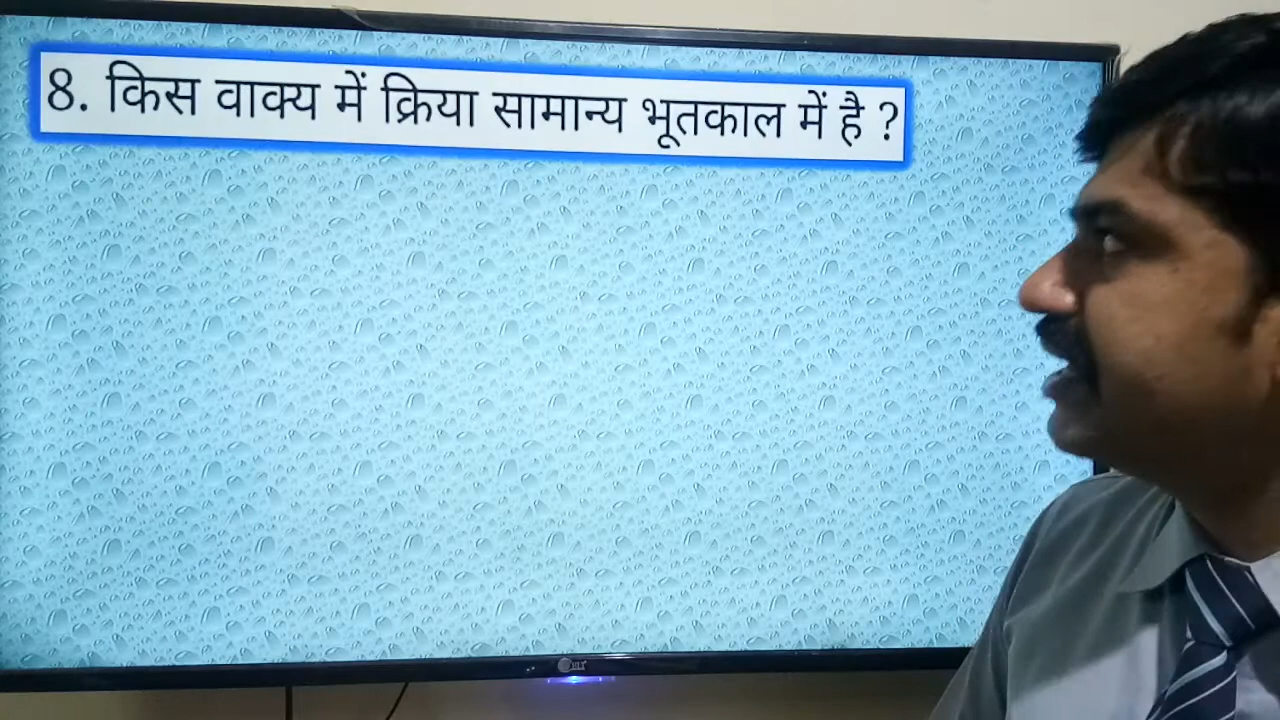 8. किस वाक्य में क्रिया सामान्य भूतकाल में है ?